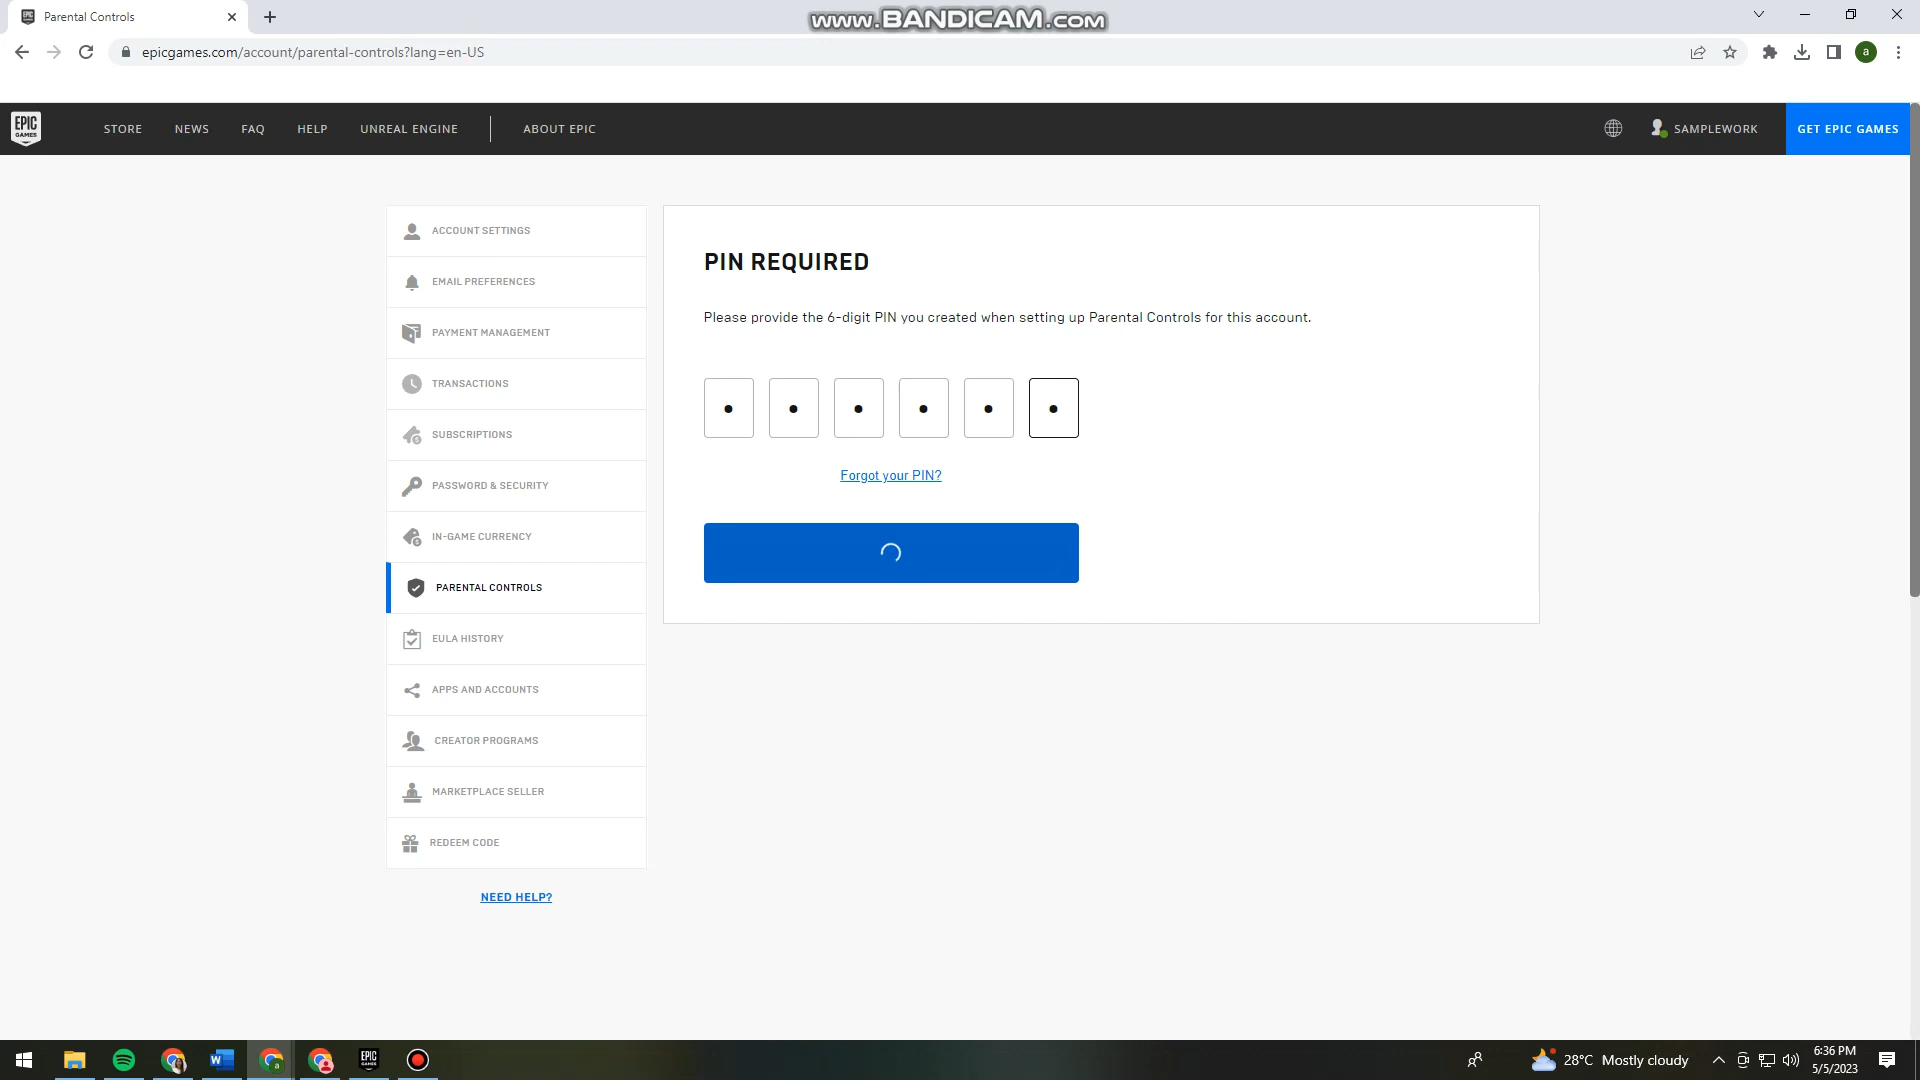 Parental Controls
www.BANDICAM.com
epicgames.com/account/parental-controls?lang=en-US
a
EPIC GAMES
STORE
NEWS
FAQ
HELP
UNREAL ENGINE
ABOUT EPIC
SAMPLEWORK
GET EPIC GAMES
ACCOUNT SETTINGS
EMAIL PREFERENCES
PAYMENT MANAGEMENT
TRANSACTIONS
SUBSCRIPTIONS
PASSWORD & SECURITY
IN-GAME CURRENCY
PARENTAL CONTROLS
EULA HISTORY
APPS AND ACCOUNTS
CREATOR PROGRAMS
MARKETPLACE SELLER
REDEEM CODE
NEED HELP?
PIN REQUIRED
Please provide the 6-digit PIN you created when setting up Parental Controls for this account.
Forgot your PIN?
28°C Mostly cloudy
6:36 PM
5/5/2023